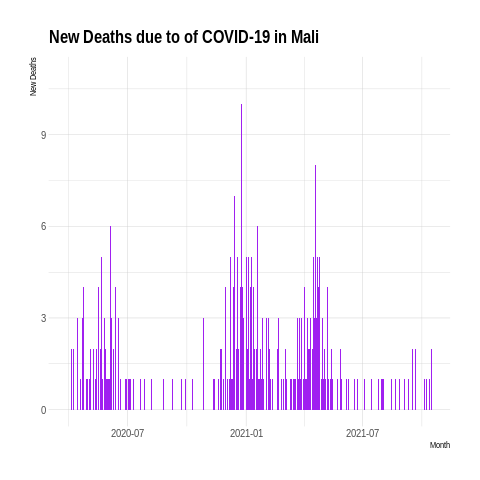 New Deaths due to of COVID-19 in Mali
New Deaths
9
6
3
0
2020-07
2021-01
2021-07
Month